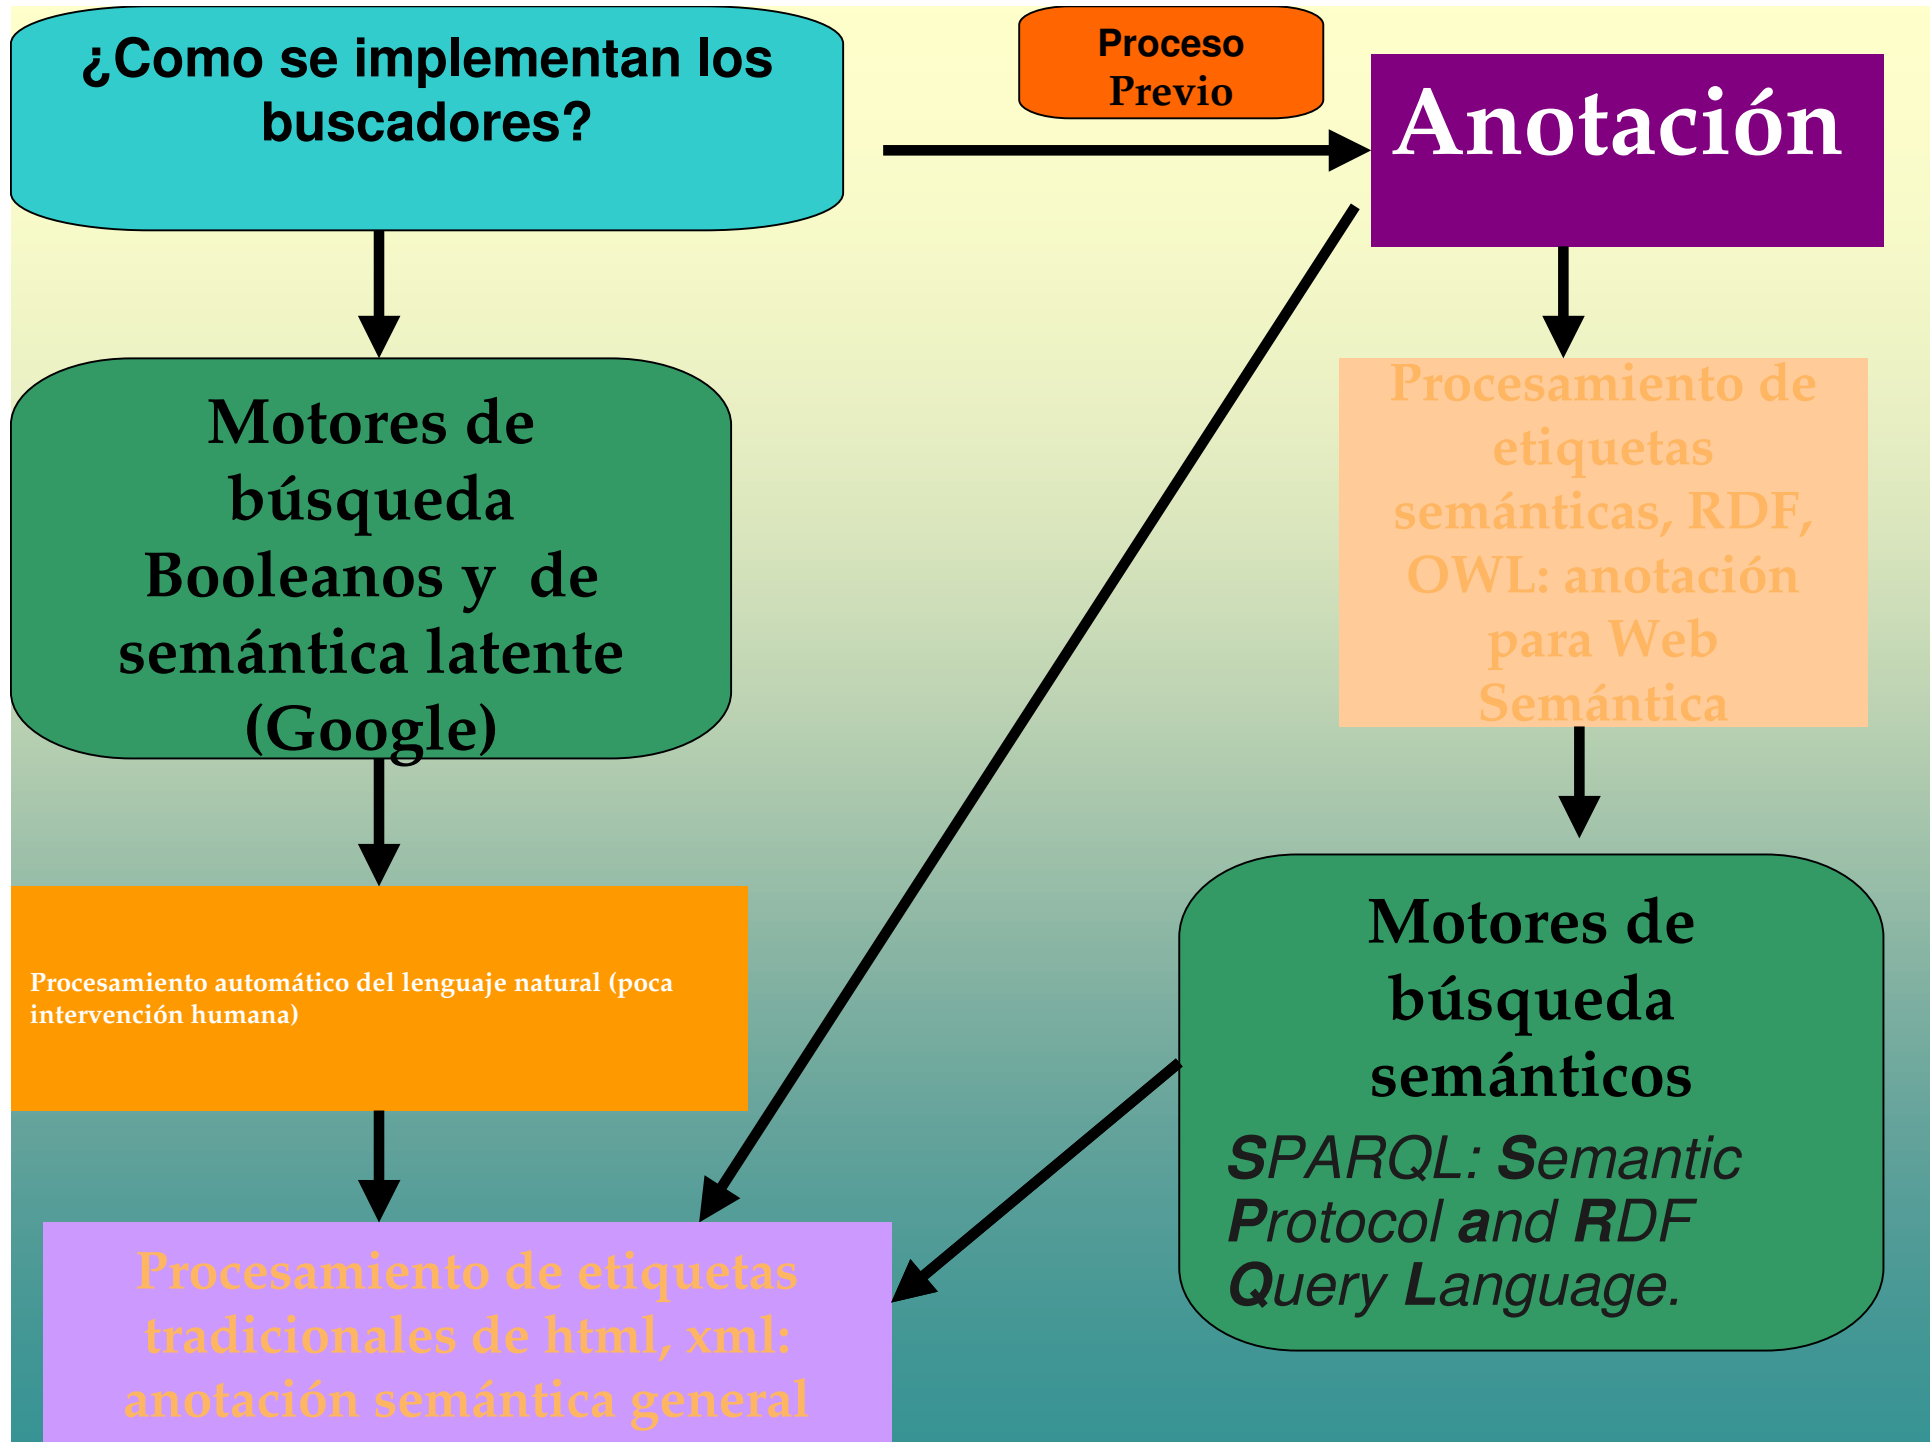 ¿Como se implementan los
buscadores?
Proceso
Previo
Anotación
Motores de
búsqueda
Booleanos y  de
semántica latente
(Google)
Procesamiento de
etiquetas
semánticas, RDF,
OWL: anotación
para Web
Semántica
Procesamiento automático del lenguaje natural (poca
intervención humana)
Motores de
búsqueda
semánticos
SPARQL: Semantic
Protocol and RDF
Query Language.
Procesamiento de etiquetas
tradicionales de html, xml:
anotación semántica general